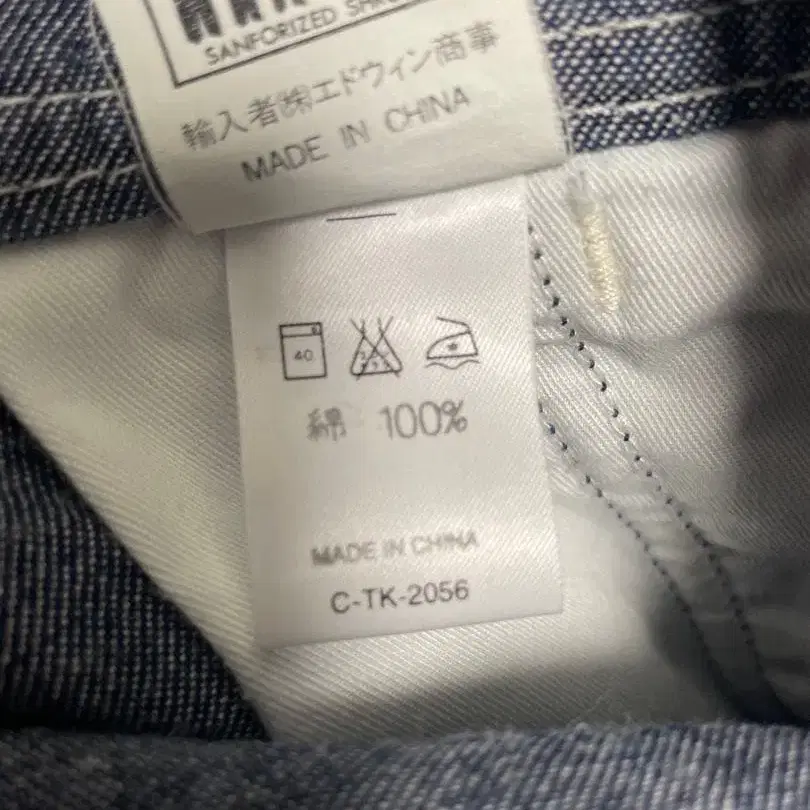 SANFORIZED SHR
輸入者㈱エドウィン商事
MADE IN CHINA
40
綿 100%
MADE IN CHINA
C-TK-2056